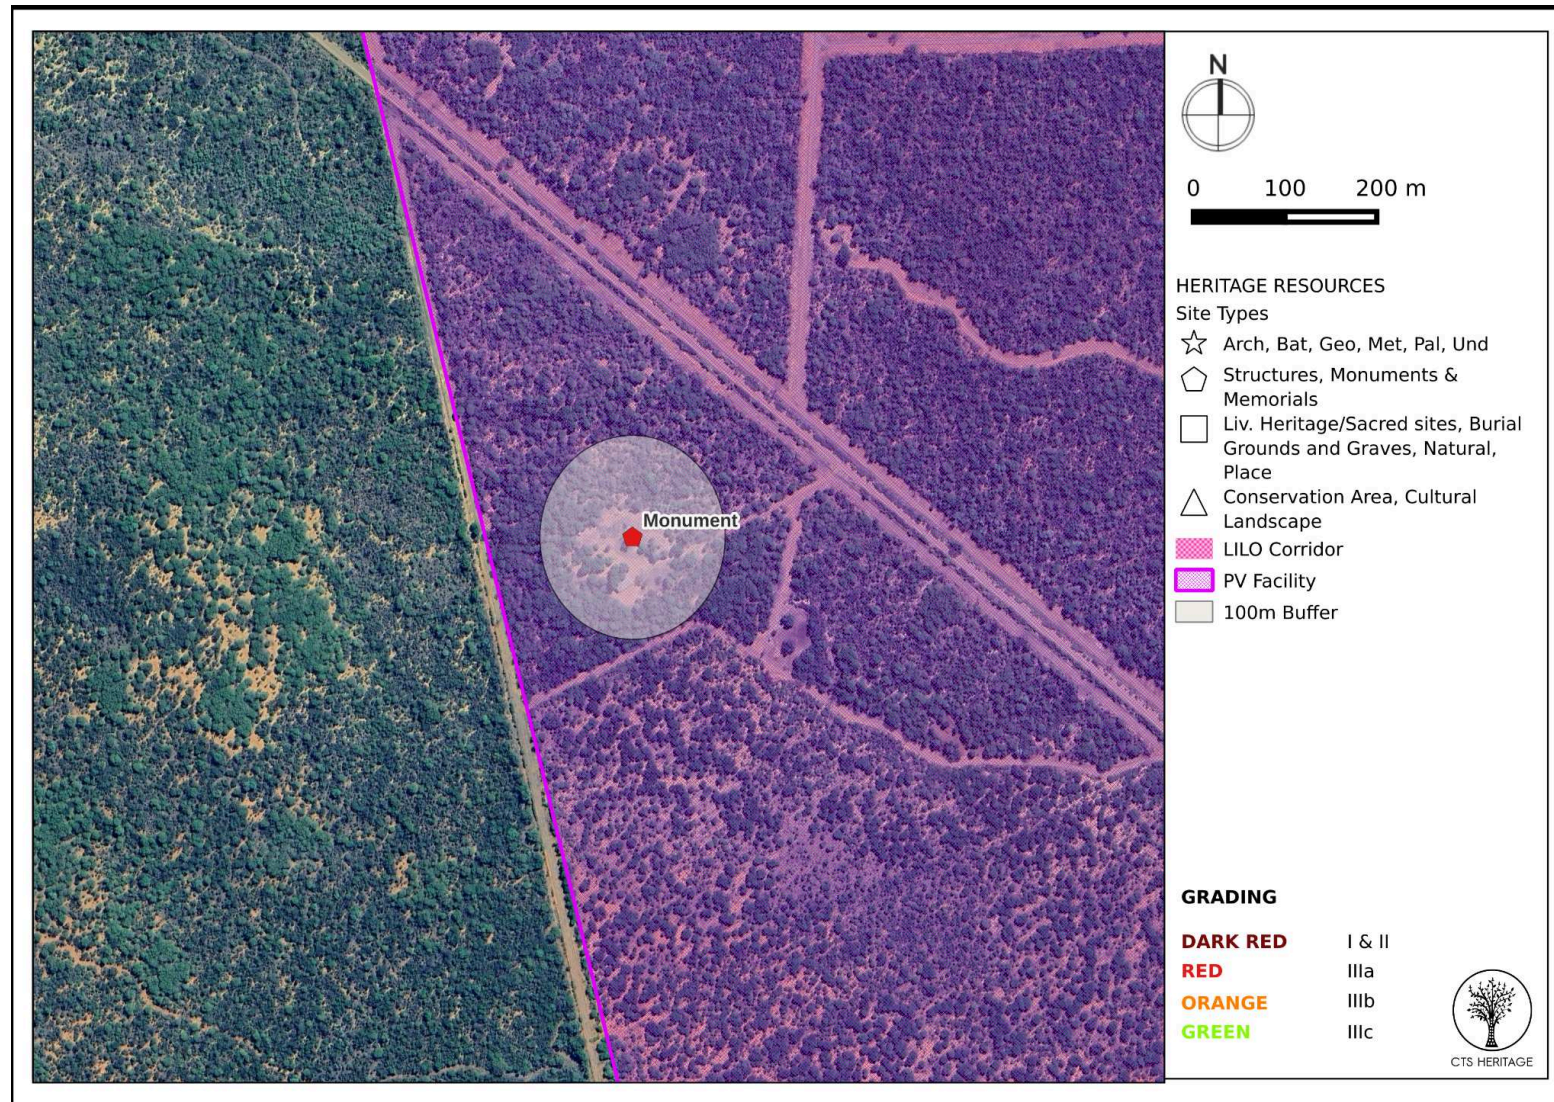 N
0 100 200 m
HERITAGE RESOURCES
Site Types
Arch, Bat, Geo, Met, Pal, Und
Structures, Monuments &
Memorials
Liv. Heritage/Sacred sites, Burial
Grounds and Graves, Natural,
Place
Conservation Area, Cultural
Landscape
LILO Corridor
PV Facility
100m Buffer
Monument
GRADING
DARK RED I & II
RED IIIa
ORANGE IIIb
GREEN IIIc
CTS HERITAGE